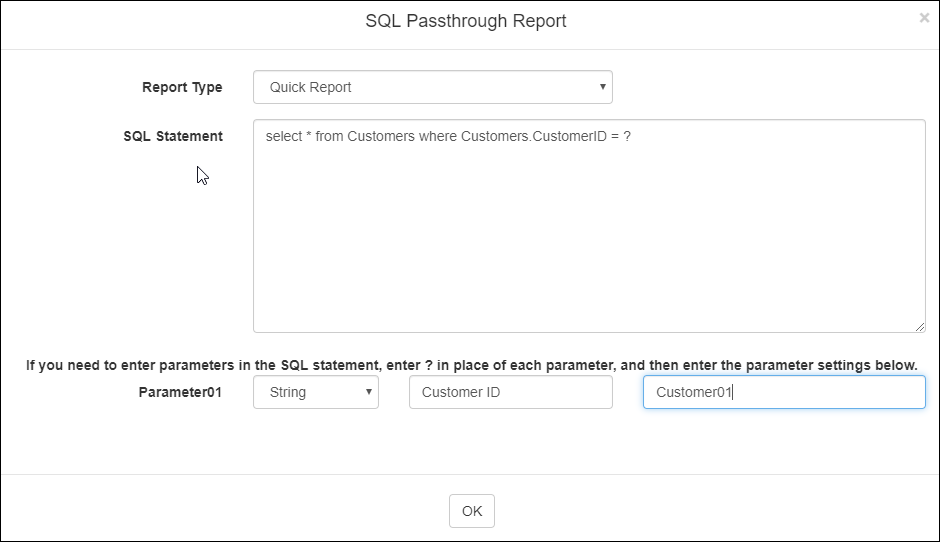 SQL Passthrough Report ×
Report Type Quick Report
SQL Statement select * from Customers where Customers.CustomerID = ?
If you need to enter parameters in the SQL statement, enter ? in place of each parameter, and then enter the parameter settings below.
Parameter01 String Customer ID Customer01
OK